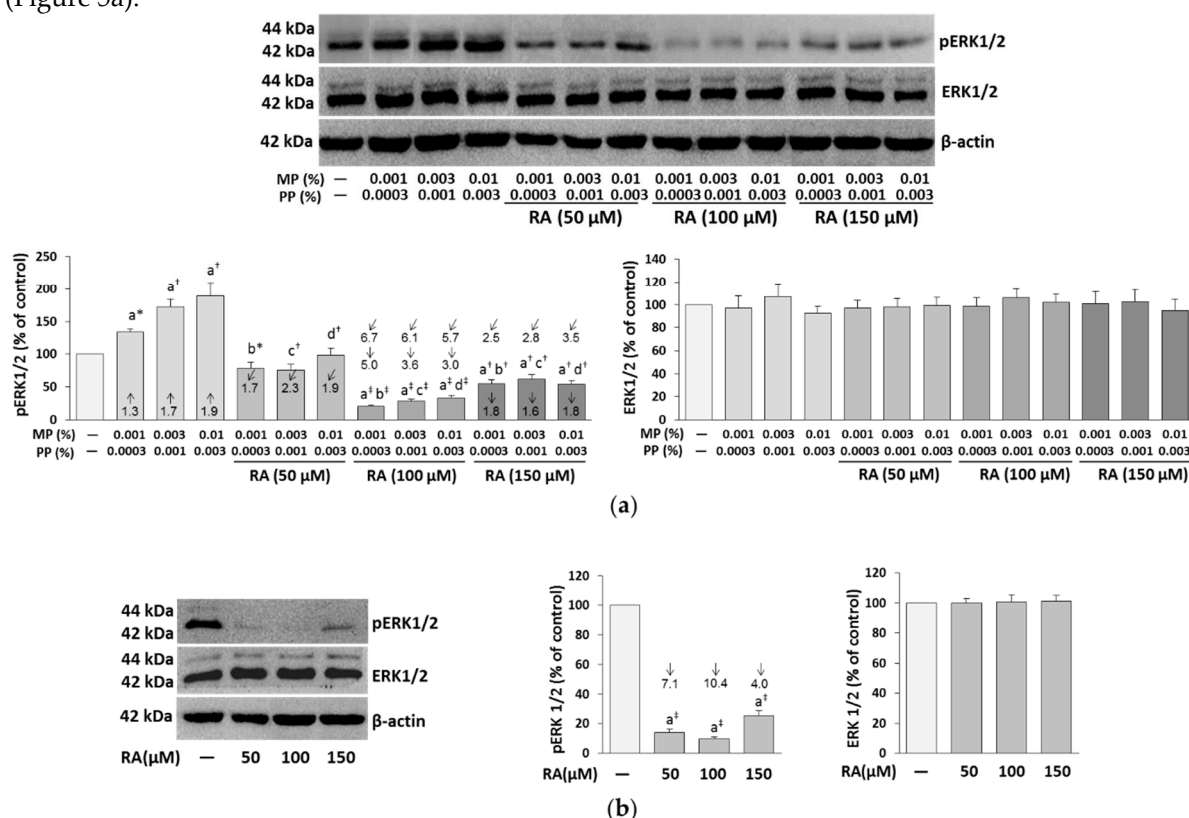 (Figure 5a).
44 kDa
42 kDa
pERK1/2
44 kDa
42 kDa
ERK1/2
42 kDa
β-actin
MP (%) — 0.001 0.003 0.01 0.001 0.003 0.01 0.001 0.003 0.01 0.001 0.003 0.01
PP (%) — 0.0003 0.001 0.003 0.0003 0.001 0.003 0.0003 0.001 0.003 0.0003 0.001 0.003
RA (50 μM) RA (100 μM) RA (150 μM)
pERK1/2 (% of control)
250
200
150
100
50
0
a* a† a† b* c† d† a‡b‡ a‡c‡ a‡d‡ a†b† a†c† a†d†
↙ ↙ ↙ ↙ ↙ ↙
6.7 6.1 5.7 2.5 2.8 3.5
↓ ↓ ↓
5.0 3.6 3.0
↑ ↑ ↑ ↙ ↙ ↙ ↓ ↓ ↓
1.3 1.7 1.9 1.7 2.3 1.9 1.8 1.6 1.8
MP (%) — 0.001 0.003 0.01 0.001 0.003 0.01 0.001 0.003 0.01 0.001 0.003 0.01
PP (%) — 0.0003 0.001 0.003 0.0003 0.001 0.003 0.0003 0.001 0.003 0.0003 0.001 0.003
RA (50 μM) RA (100 μM) RA (150 μM)
ERK1/2 (% of control)
140
120
100
80
60
40
20
0
MP (%) — 0.001 0.003 0.01 0.001 0.003 0.01 0.001 0.003 0.01 0.001 0.003 0.01
PP (%) — 0.0003 0.001 0.003 0.0003 0.001 0.003 0.0003 0.001 0.003 0.0003 0.001 0.003
RA (50 μM) RA (100 μM) RA (150 μM)
(a)
44 kDa
42 kDa
pERK1/2
44 kDa
42 kDa
ERK1/2
42 kDa
β-actin
RA(μM) — 50 100 150
pERK 1/2 (% of control)
120
100
80
60
40
20
0
↓ ↓ ↓
7.1 10.4 4.0
a‡ a‡ a‡
RA(μM) — 50 100 150
ERK 1/2 (% of control)
120
100
80
60
40
20
0
RA(μM) — 50 100 150
(b)